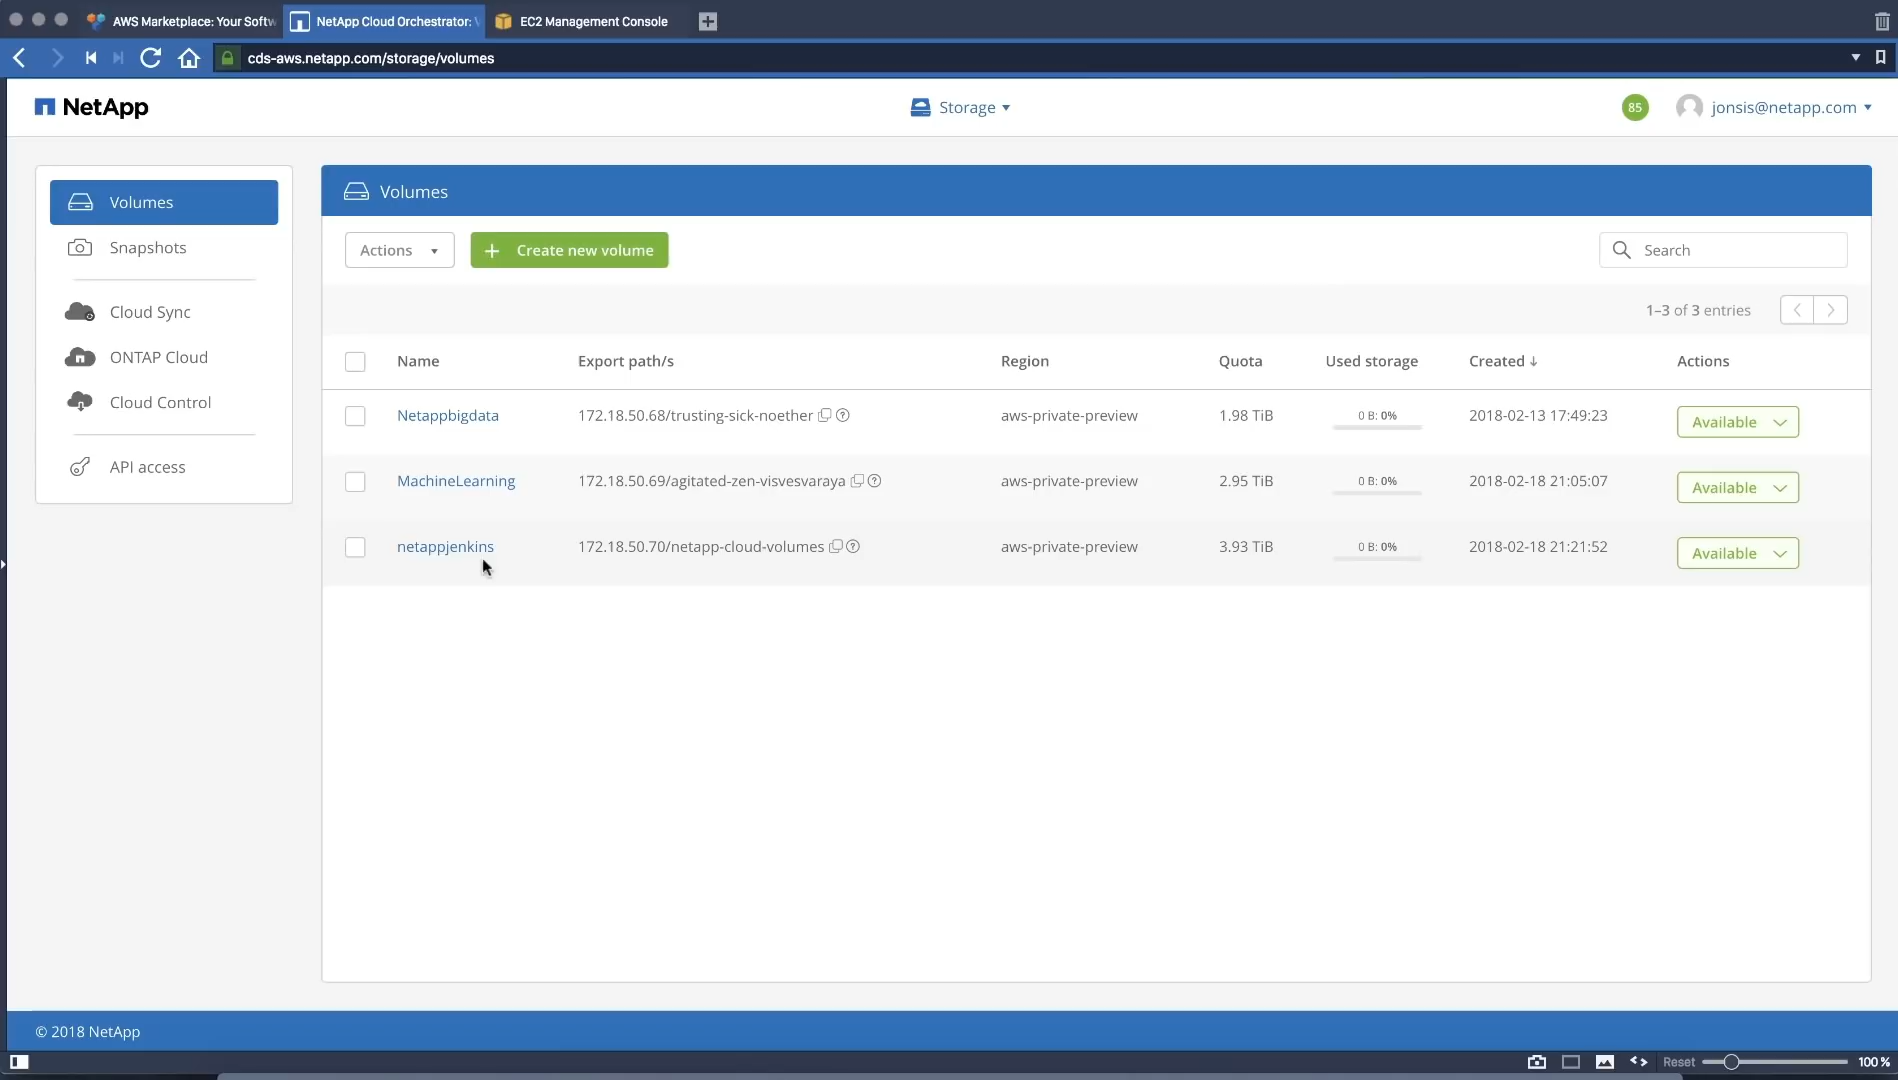 AWS Marketplace: Your Softw
NetApp Cloud Orchestrator:
EC2 Management Console
cds-aws.netapp.com/storage/volumes
NetApp
Storage
85
jonsis@netapp.com
Volumes
Snapshots
Cloud Sync
ONTAP Cloud
Cloud Control
API access
Volumes
Actions
Create new volume
Search
1–3 of 3 entries
Name Export path/s Region Quota Used storage Created Actions
Netappbigdata 172.18.50.68/trusting-sick-noether aws-private-preview 1.98 TiB 0 B: 0% 2018-02-13 17:49:23 Available
MachineLearning 172.18.50.69/agitated-zen-visvesvaraya aws-private-preview 2.95 TiB 0 B: 0% 2018-02-18 21:05:07 Available
netappjenkins 172.18.50.70/netapp-cloud-volumes aws-private-preview 3.93 TiB 0 B: 0% 2018-02-18 21:21:52 Available
© 2018 NetApp
Reset 100 %